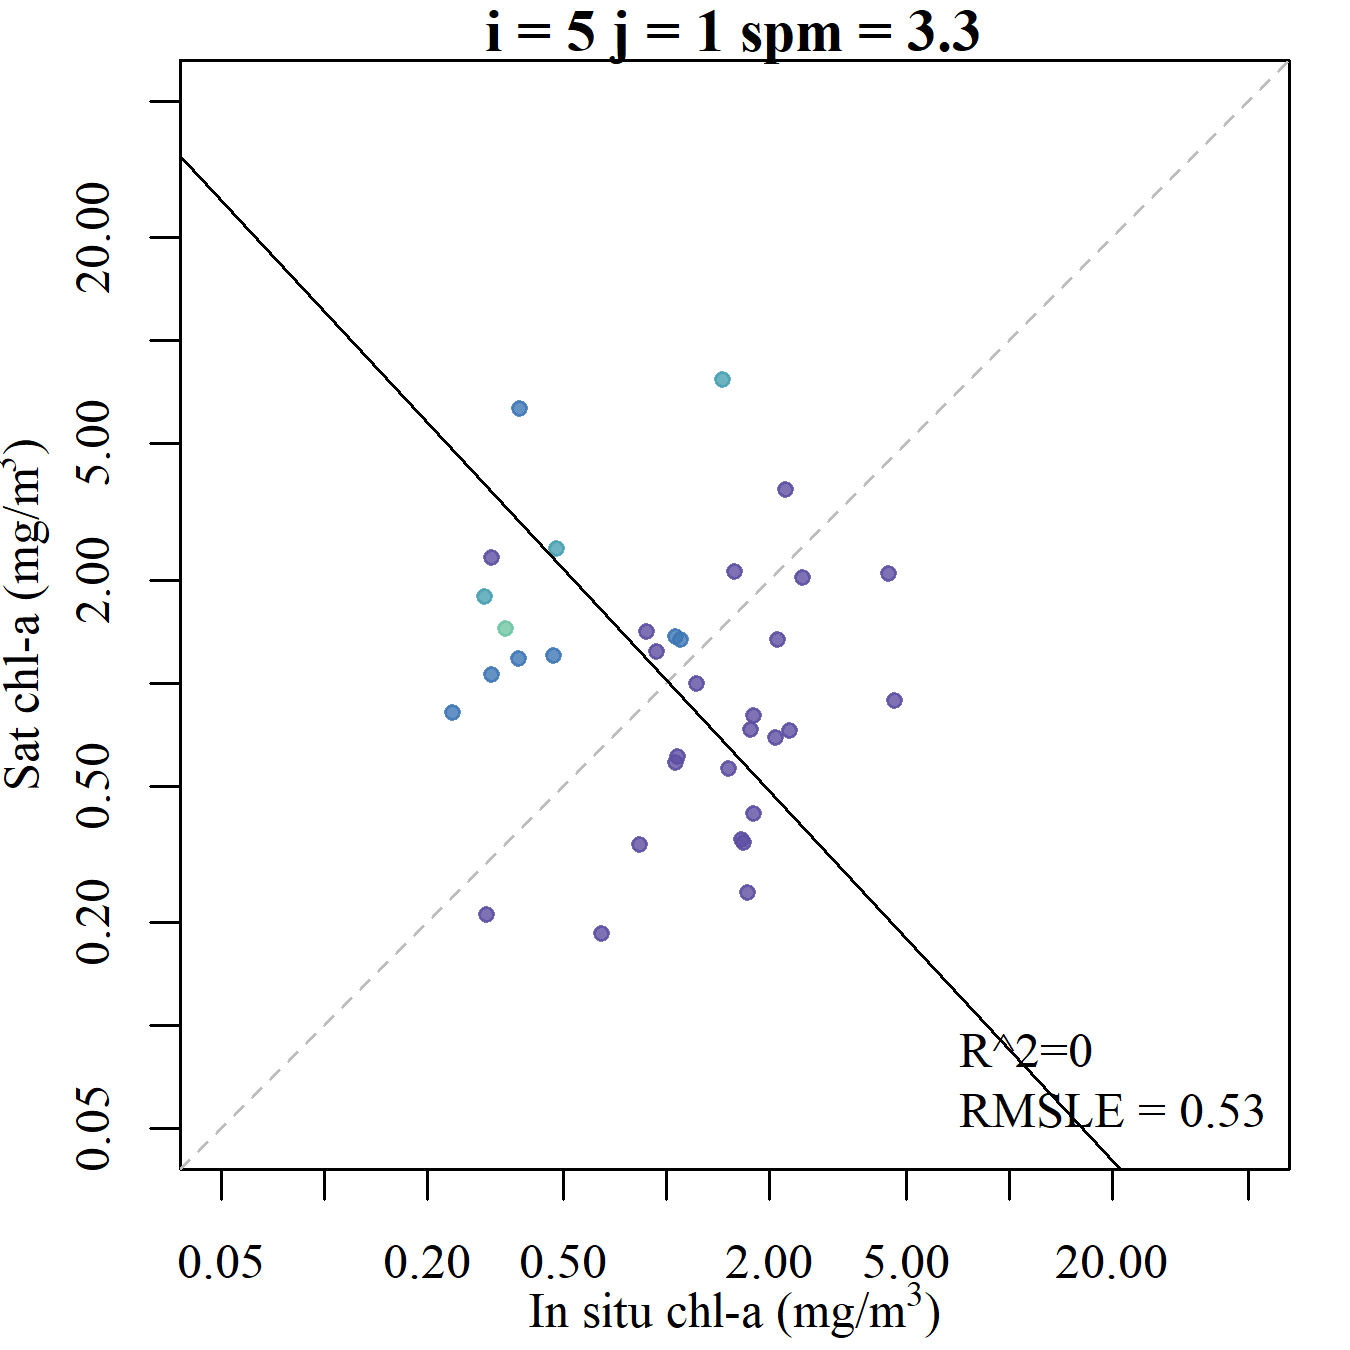 i = 5 j = 1 spm = 3.3
Sat chl-a (mg/m³)
20.00
5.00
2.00
0.50
0.20
0.05
R^2=0
RMSLE = 0.53
0.05 0.20 0.50 2.00 5.00 20.00
In situ chl-a (mg/m³)